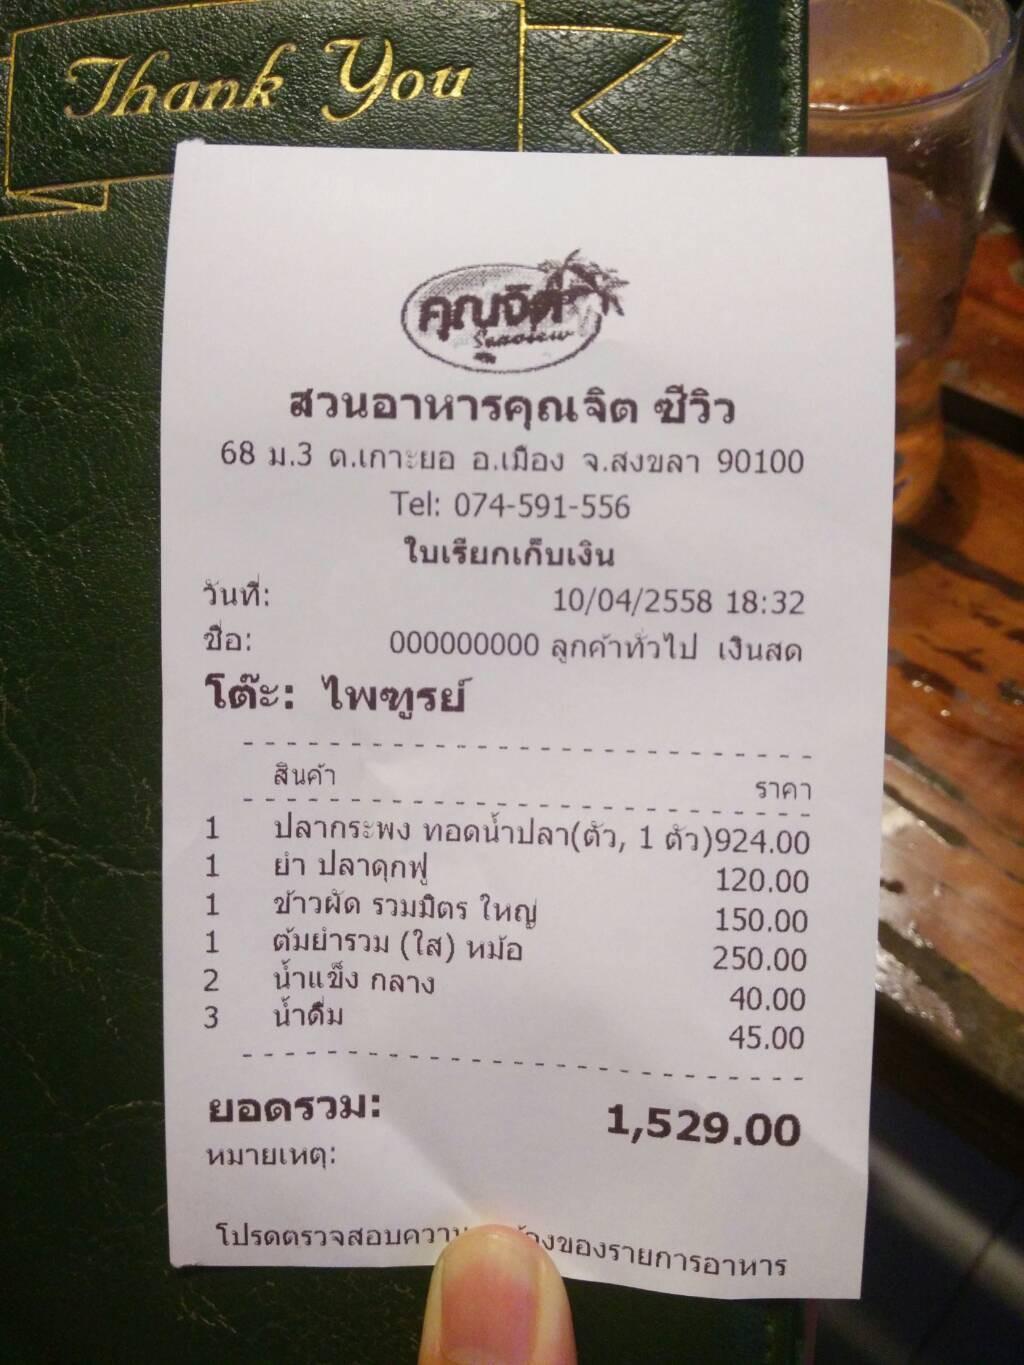 Thank You
คุณจิต
Seaview
สวนอาหารคุณจิต ซีวิว
68 ม.3 ต.เกาะยอ อ.เมือง จ.สงขลา 90100
Tel: 074-591-556
ใบเรียกเก็บเงิน
วันที่: 10/04/2558 18:32
ชื่อ: 000000000 ลูกค้าทั่วไป เงินสด
โต๊ะ: ไพฑูรย์
สินค้า ราคา
1 ปลากระพง ทอดน้ำปลา(ตัว, 1 ตัว) 924.00
1 ยำ ปลาดุกฟู 120.00
1 ข้าวผัด รวมมิตร ใหญ่ 150.00
1 ต้มยำรวม (ใส) หม้อ 250.00
2 น้ำแข็ง กลาง 40.00
3 น้ำดื่ม 45.00
ยอดรวม: 1,529.00
หมายเหตุ:
โปรดตรวจสอบความ ของรายการอาหาร